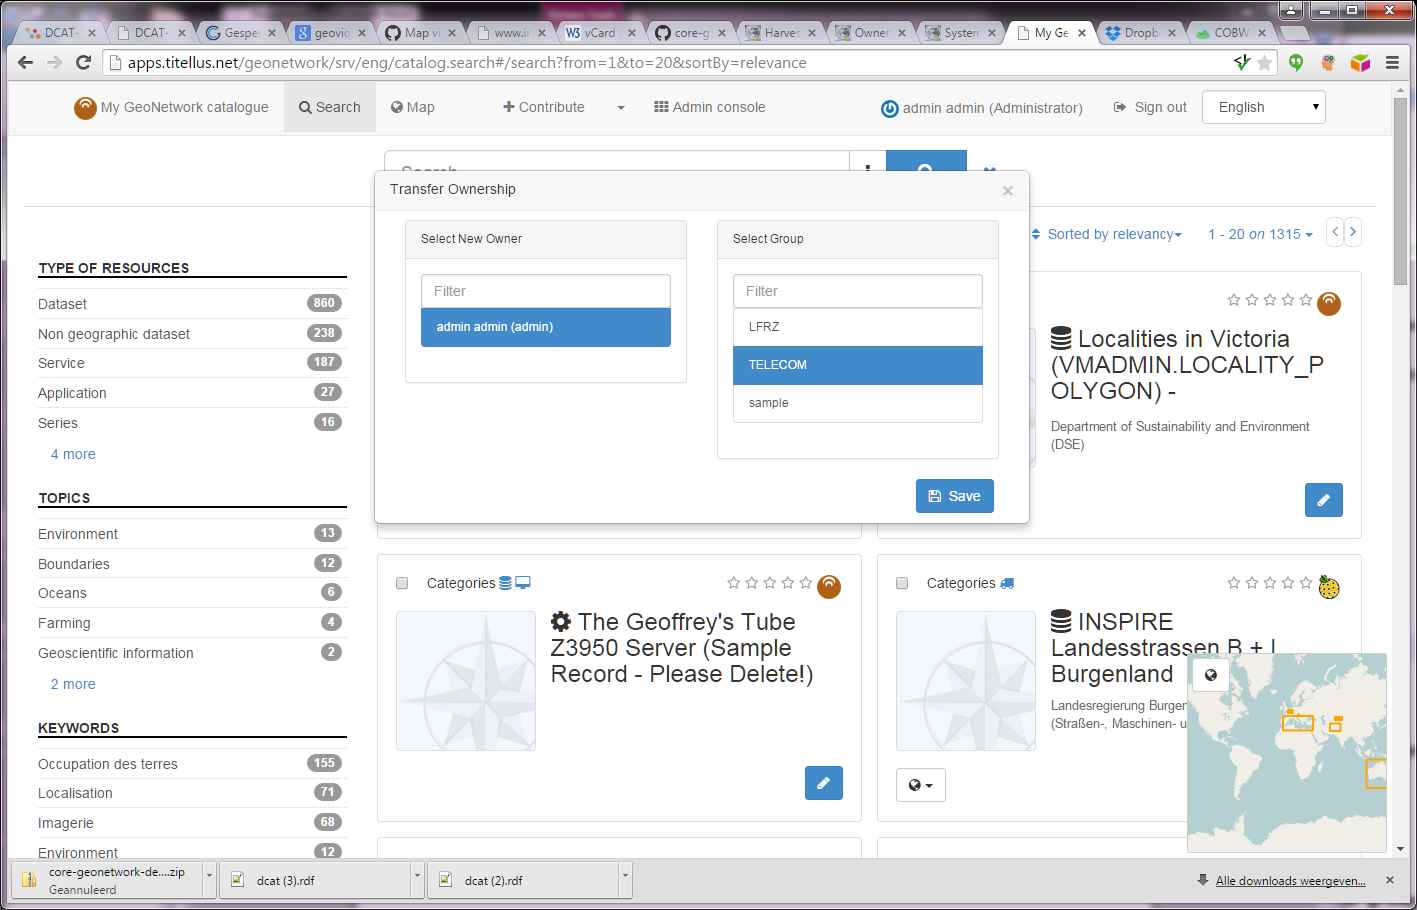 DCAT-
DCAT-
Gespe
geoviq
Map vi
www.ir
vCard
core-g
Harves
Owner
System
My Ge
Dropb
COBW
apps.titellus.net/geonetwork/srv/eng/catalog.search#/search?from=1&to=20&sortBy=relevance
My GeoNetwork catalogue
Search
Map
Contribute
Admin console
admin admin (Administrator)
Sign out
English
Transfer Ownership
Select New Owner
Filter
admin admin (admin)
Select Group
Filter
LFRZ
TELECOM
sample
Save
Sorted by relevancy
1 - 20 on 1315
TYPE OF RESOURCES
Dataset 860
Non geographic dataset 238
Service 187
Application 27
Series 16
4 more
TOPICS
Environment 13
Boundaries 12
Oceans 6
Farming 4
Geoscientific information 2
2 more
KEYWORDS
Occupation des terres 155
Localisation 71
Imagerie 68
Environment 12
Localities in Victoria
(VMADMIN.LOCALITY_P
OLYGON) -
Department of Sustainability and Environment
(DSE)
Categories
The Geoffrey's Tube
Z3950 Server (Sample
Record - Please Delete!)
Categories
INSPIRE
Landesstrassen B + L
Burgenland
Landesregierung Burgen
(Straßen-, Maschinen- u
core-geonetwork-de....zip
Geannuleerd
dcat (3).rdf
dcat (2).rdf
Alle downloads weergeven...